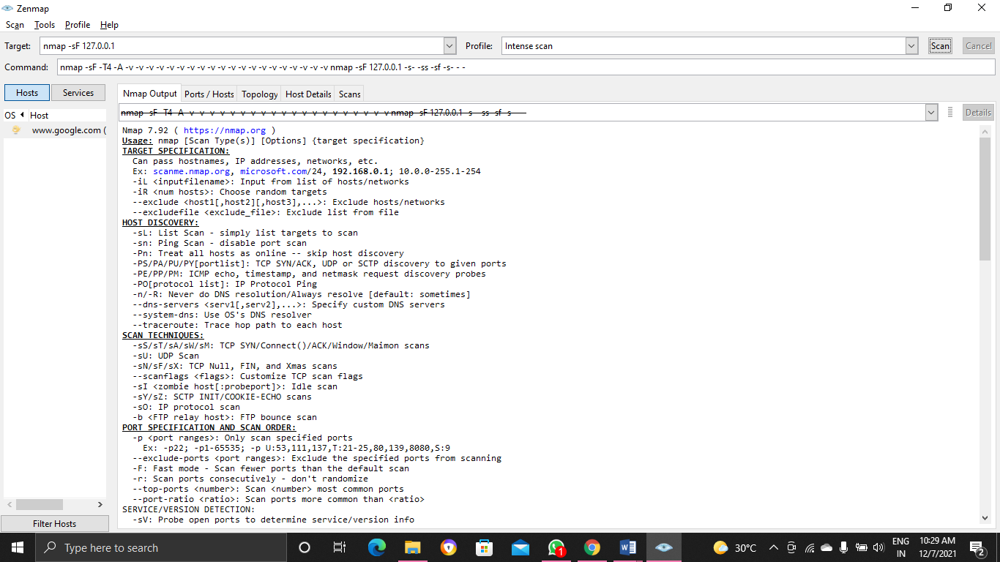 Zenmap
Scan Tools Profile Help
Target: nmap -sF 127.0.0.1 Profile: Intense scan Scan Cancel
Command: nmap -sF -T4 -A -v -v -v -v -v -v -v -v -v -v -v -v -v -v -v -v -v -v -v -v nmap -sF 127.0.0.1 -s- -ss -sf -s- - -
Hosts Services
Nmap Output Ports / Hosts Topology Host Details Scans
OS Host
www.google.com (
nmap -sF -T4 -A -v -v -v -v -v -v -v -v -v -v -v -v -v -v -v -v -v -v -v -v nmap -sF 127.0.0.1 -s- -ss -sf -s- - - Details
Nmap 7.92 ( https://nmap.org )
Usage: nmap [Scan Type(s)] [Options] {target specification}
TARGET SPECIFICATION:
Can pass hostnames, IP addresses, networks, etc.
Ex: scanme.nmap.org, microsoft.com/24, 192.168.0.1; 10.0.0-255.1-254
-iL <inputfilename>: Input from list of hosts/networks
-iR <num hosts>: Choose random targets
--exclude <host1[,host2][,host3],...>: Exclude hosts/networks
--excludefile <exclude_file>: Exclude list from file
HOST DISCOVERY:
-sL: List Scan - simply list targets to scan
-sn: Ping Scan - disable port scan
-Pn: Treat all hosts as online -- skip host discovery
-PS/PA/PU/PY[portlist]: TCP SYN/ACK, UDP or SCTP discovery to given ports
-PE/PP/PM: ICMP echo, timestamp, and netmask request discovery probes
-PO[protocol list]: IP Protocol Ping
-n/-R: Never do DNS resolution/Always resolve [default: sometimes]
--dns-servers <serv1[,serv2],...>: Specify custom DNS servers
--system-dns: Use OS's DNS resolver
--traceroute: Trace hop path to each host
SCAN TECHNIQUES:
-sS/sT/sA/sW/sM: TCP SYN/Connect()/ACK/Window/Maimon scans
-sU: UDP Scan
-sN/sF/sX: TCP Null, FIN, and Xmas scans
--scanflags <flags>: Customize TCP scan flags
-sI <zombie host[:probeport]>: Idle scan
-sY/sZ: SCTP INIT/COOKIE-ECHO scans
-sO: IP protocol scan
-b <FTP relay host>: FTP bounce scan
PORT SPECIFICATION AND SCAN ORDER:
-p <port ranges>: Only scan specified ports
Ex: -p22; -p1-65535; -p U:53,111,137,T:21-25,80,139,8080,S:9
--exclude-ports <port ranges>: Exclude the specified ports from scanning
-F: Fast mode - Scan fewer ports than the default scan
-r: Scan ports consecutively - don't randomize
--top-ports <number>: Scan <number> most common ports
--port-ratio <ratio>: Scan ports more common than <ratio>
SERVICE/VERSION DETECTION:
-sV: Probe open ports to determine service/version info
Filter Hosts
Type here to search
1
30°C
ENG
IN
10:29 AM
12/7/2021
2